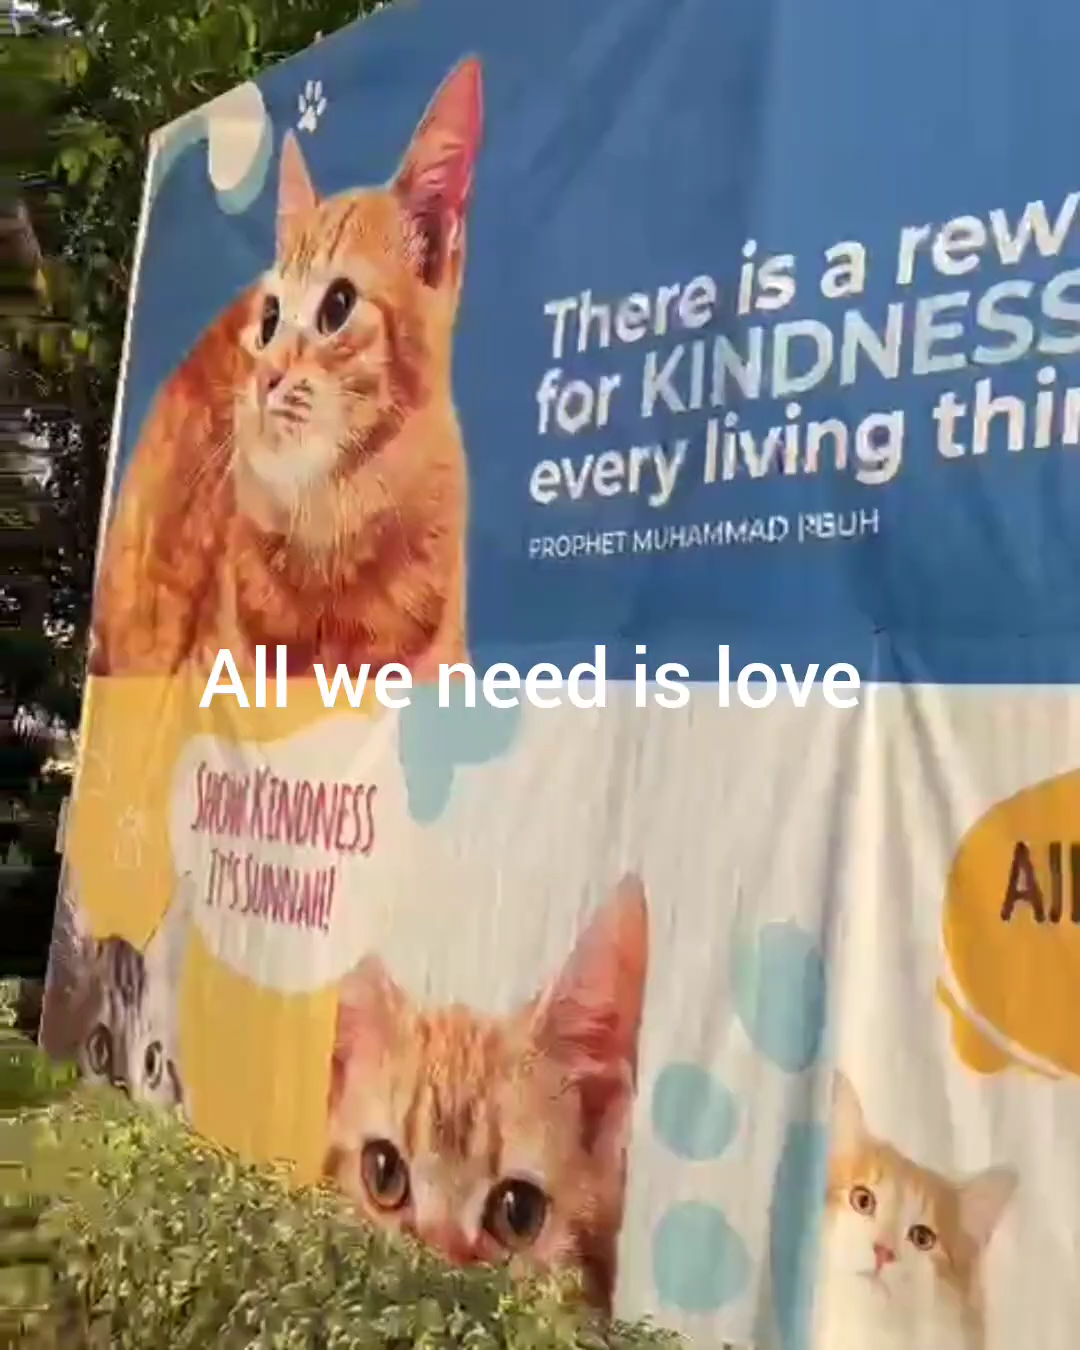 There is a rew
for KINDNESS
every living thin
PROPHET MUHAMMAD PBUH
All we need is love
SHOW KINDNESS
IT'S SUNNAH!